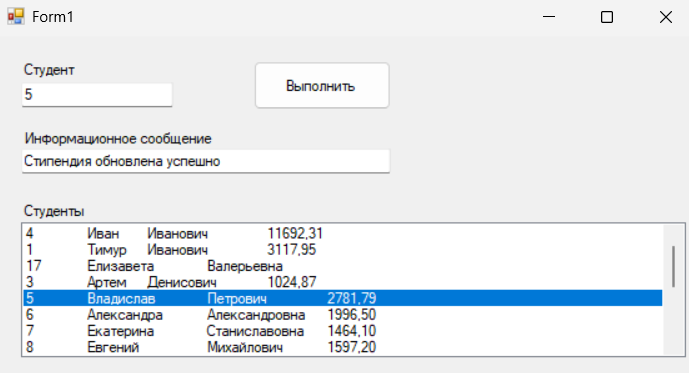 Form1
Студент
5
Выполнить
Информационное сообщение
Стипендия обновлена успешно
Студенты
4 Иван Иванович 11692,31
1 Тимур Иванович 3117,95
17 Елизавета Валерьевна
3 Артем Денисович 1024,87
5 Владислав Петрович 2781,79
6 Александра Александровна 1996,50
7 Екатерина Станиславовна 1464,10
8 Евгений Михайлович 1597,20